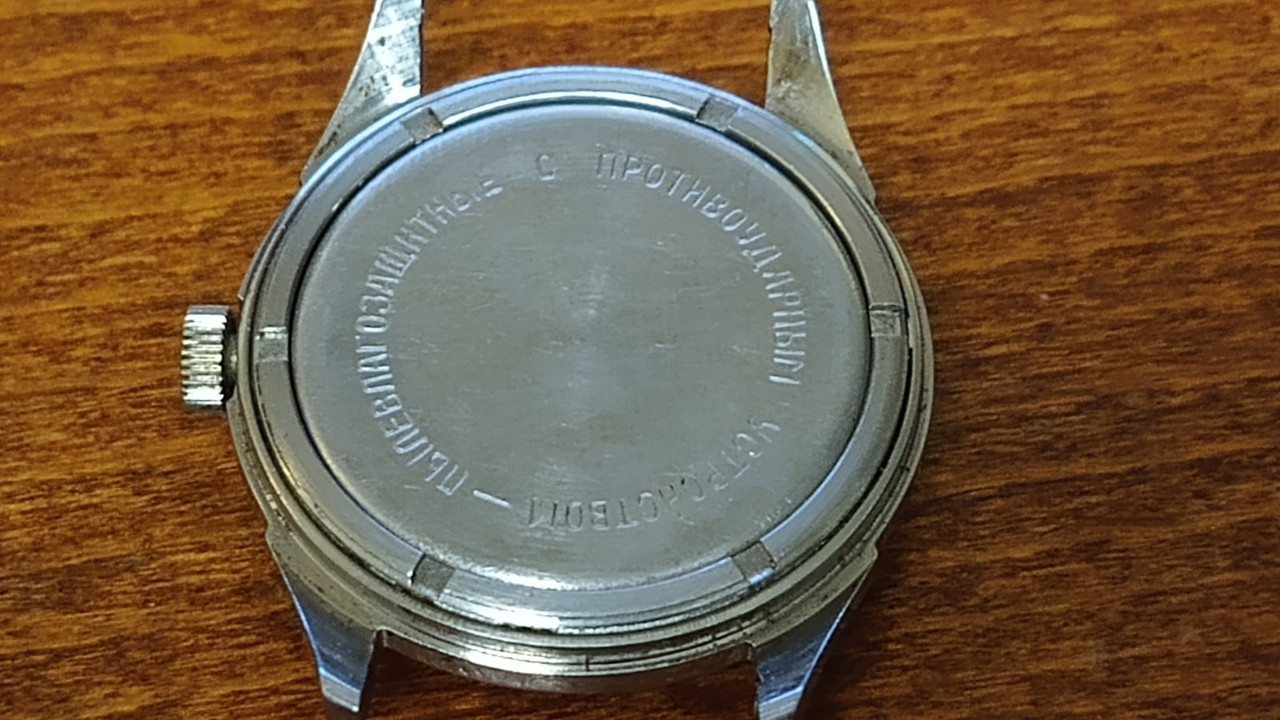 ПЫЛЕВЛАГОЗАЩИТНЫЕ С ПРОТИВОУДАРНЫМ УСТРОЙСТВОМ —